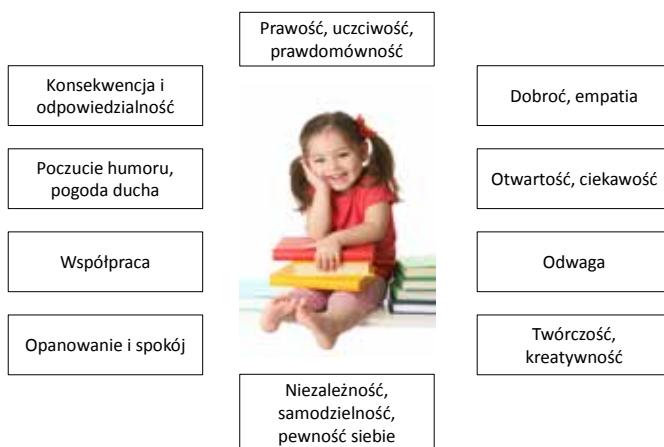 Prawość, uczciwość,
prawdomówność
Konsekwencja i
odpowiedzialność
Dobroć, empatia
Poczucie humoru,
pogoda ducha
Otwartość, ciekawość
Współpraca
Odwaga
Opanowanie i spokój
Twórczość,
kreatywność
Niezależność,
samodzielność,
pewność siebie